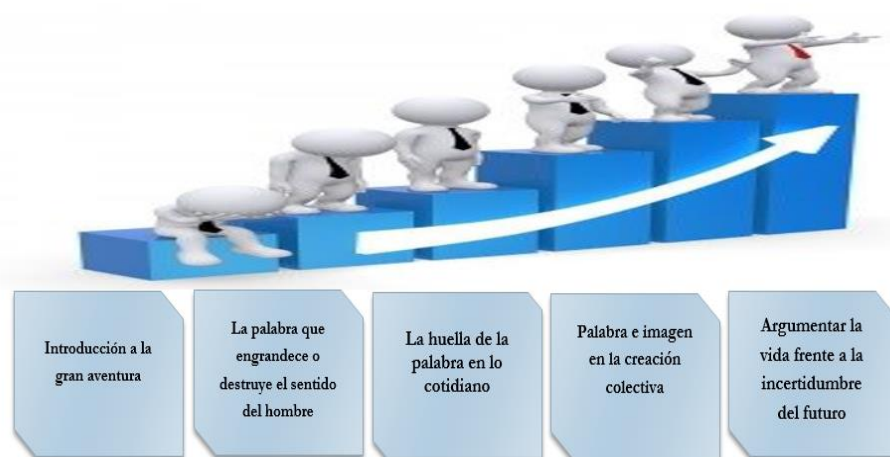 Introducción a la
gran aventura
La palabra que
engrandece o
destruye el sentido
del hombre
La huella de la
palabra en lo
cotidiano
Palabra e imagen
en la creación
colectiva
Argumentar la
vida frente a la
incertidumbre
del futuro